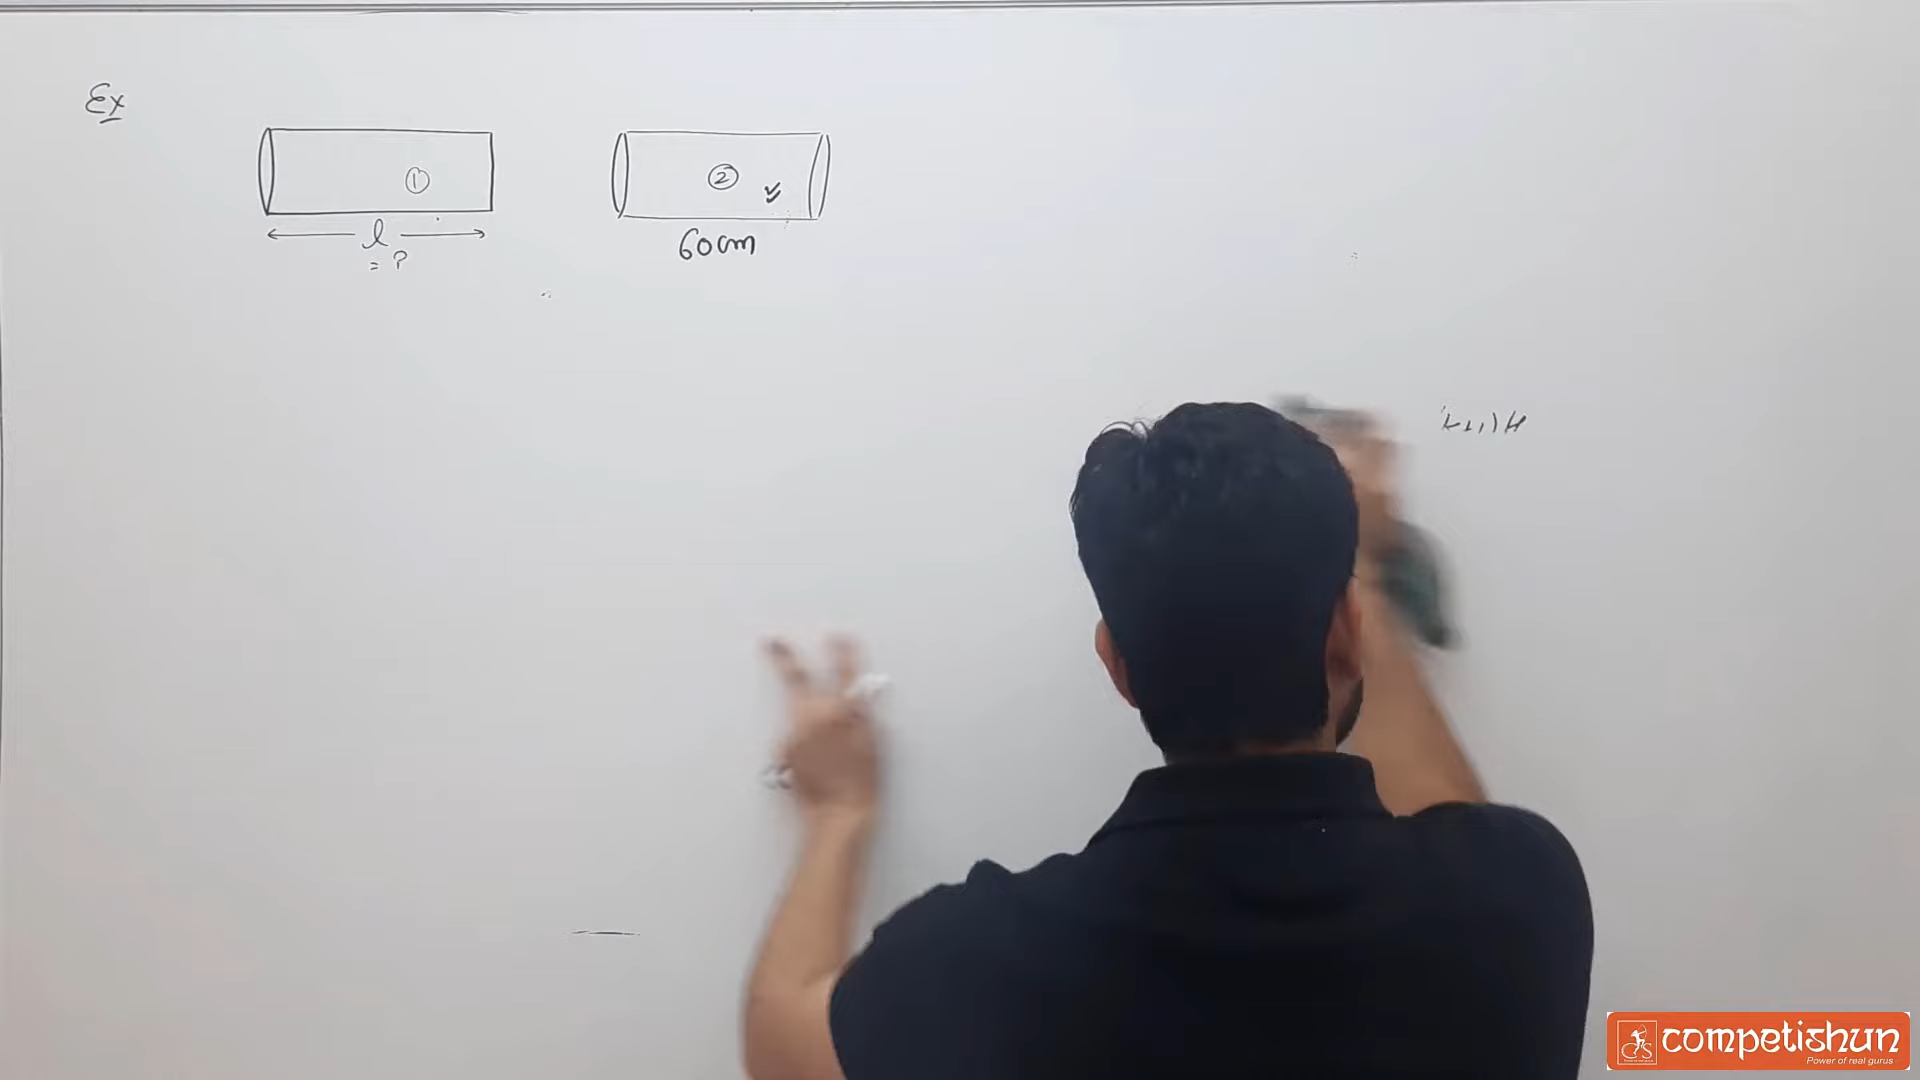 Ex
① ②
l
= ?
60cm
competishun
Power of real gurus